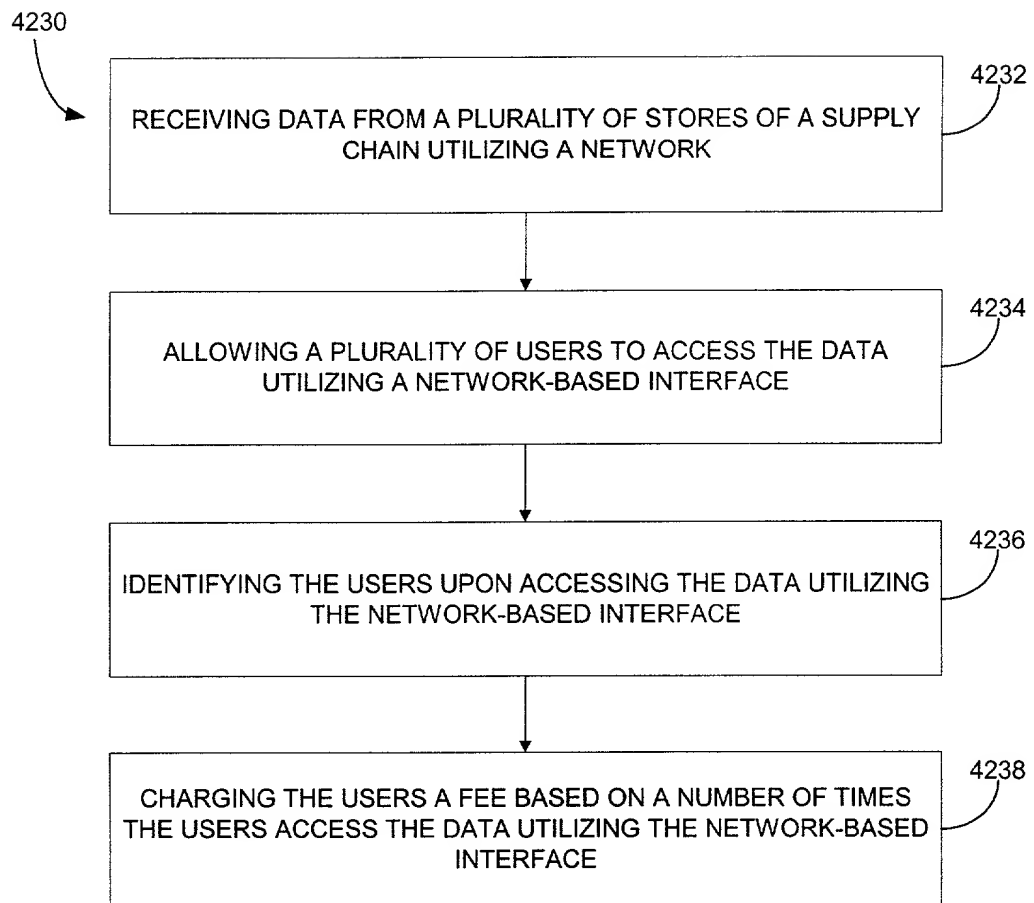 4230
4232
RECEIVING DATA FROM A PLURALITY OF STORES OF A SUPPLY
CHAIN UTILIZING A NETWORK
4234
ALLOWING A PLURALITY OF USERS TO ACCESS THE DATA
UTILIZING A NETWORK-BASED INTERFACE
4236
IDENTIFYING THE USERS UPON ACCESSING THE DATA UTILIZING
THE NETWORK-BASED INTERFACE
4238
CHARGING THE USERS A FEE BASED ON A NUMBER OF TIMES
THE USERS ACCESS THE DATA UTILIZING THE NETWORK-BASED
INTERFACE